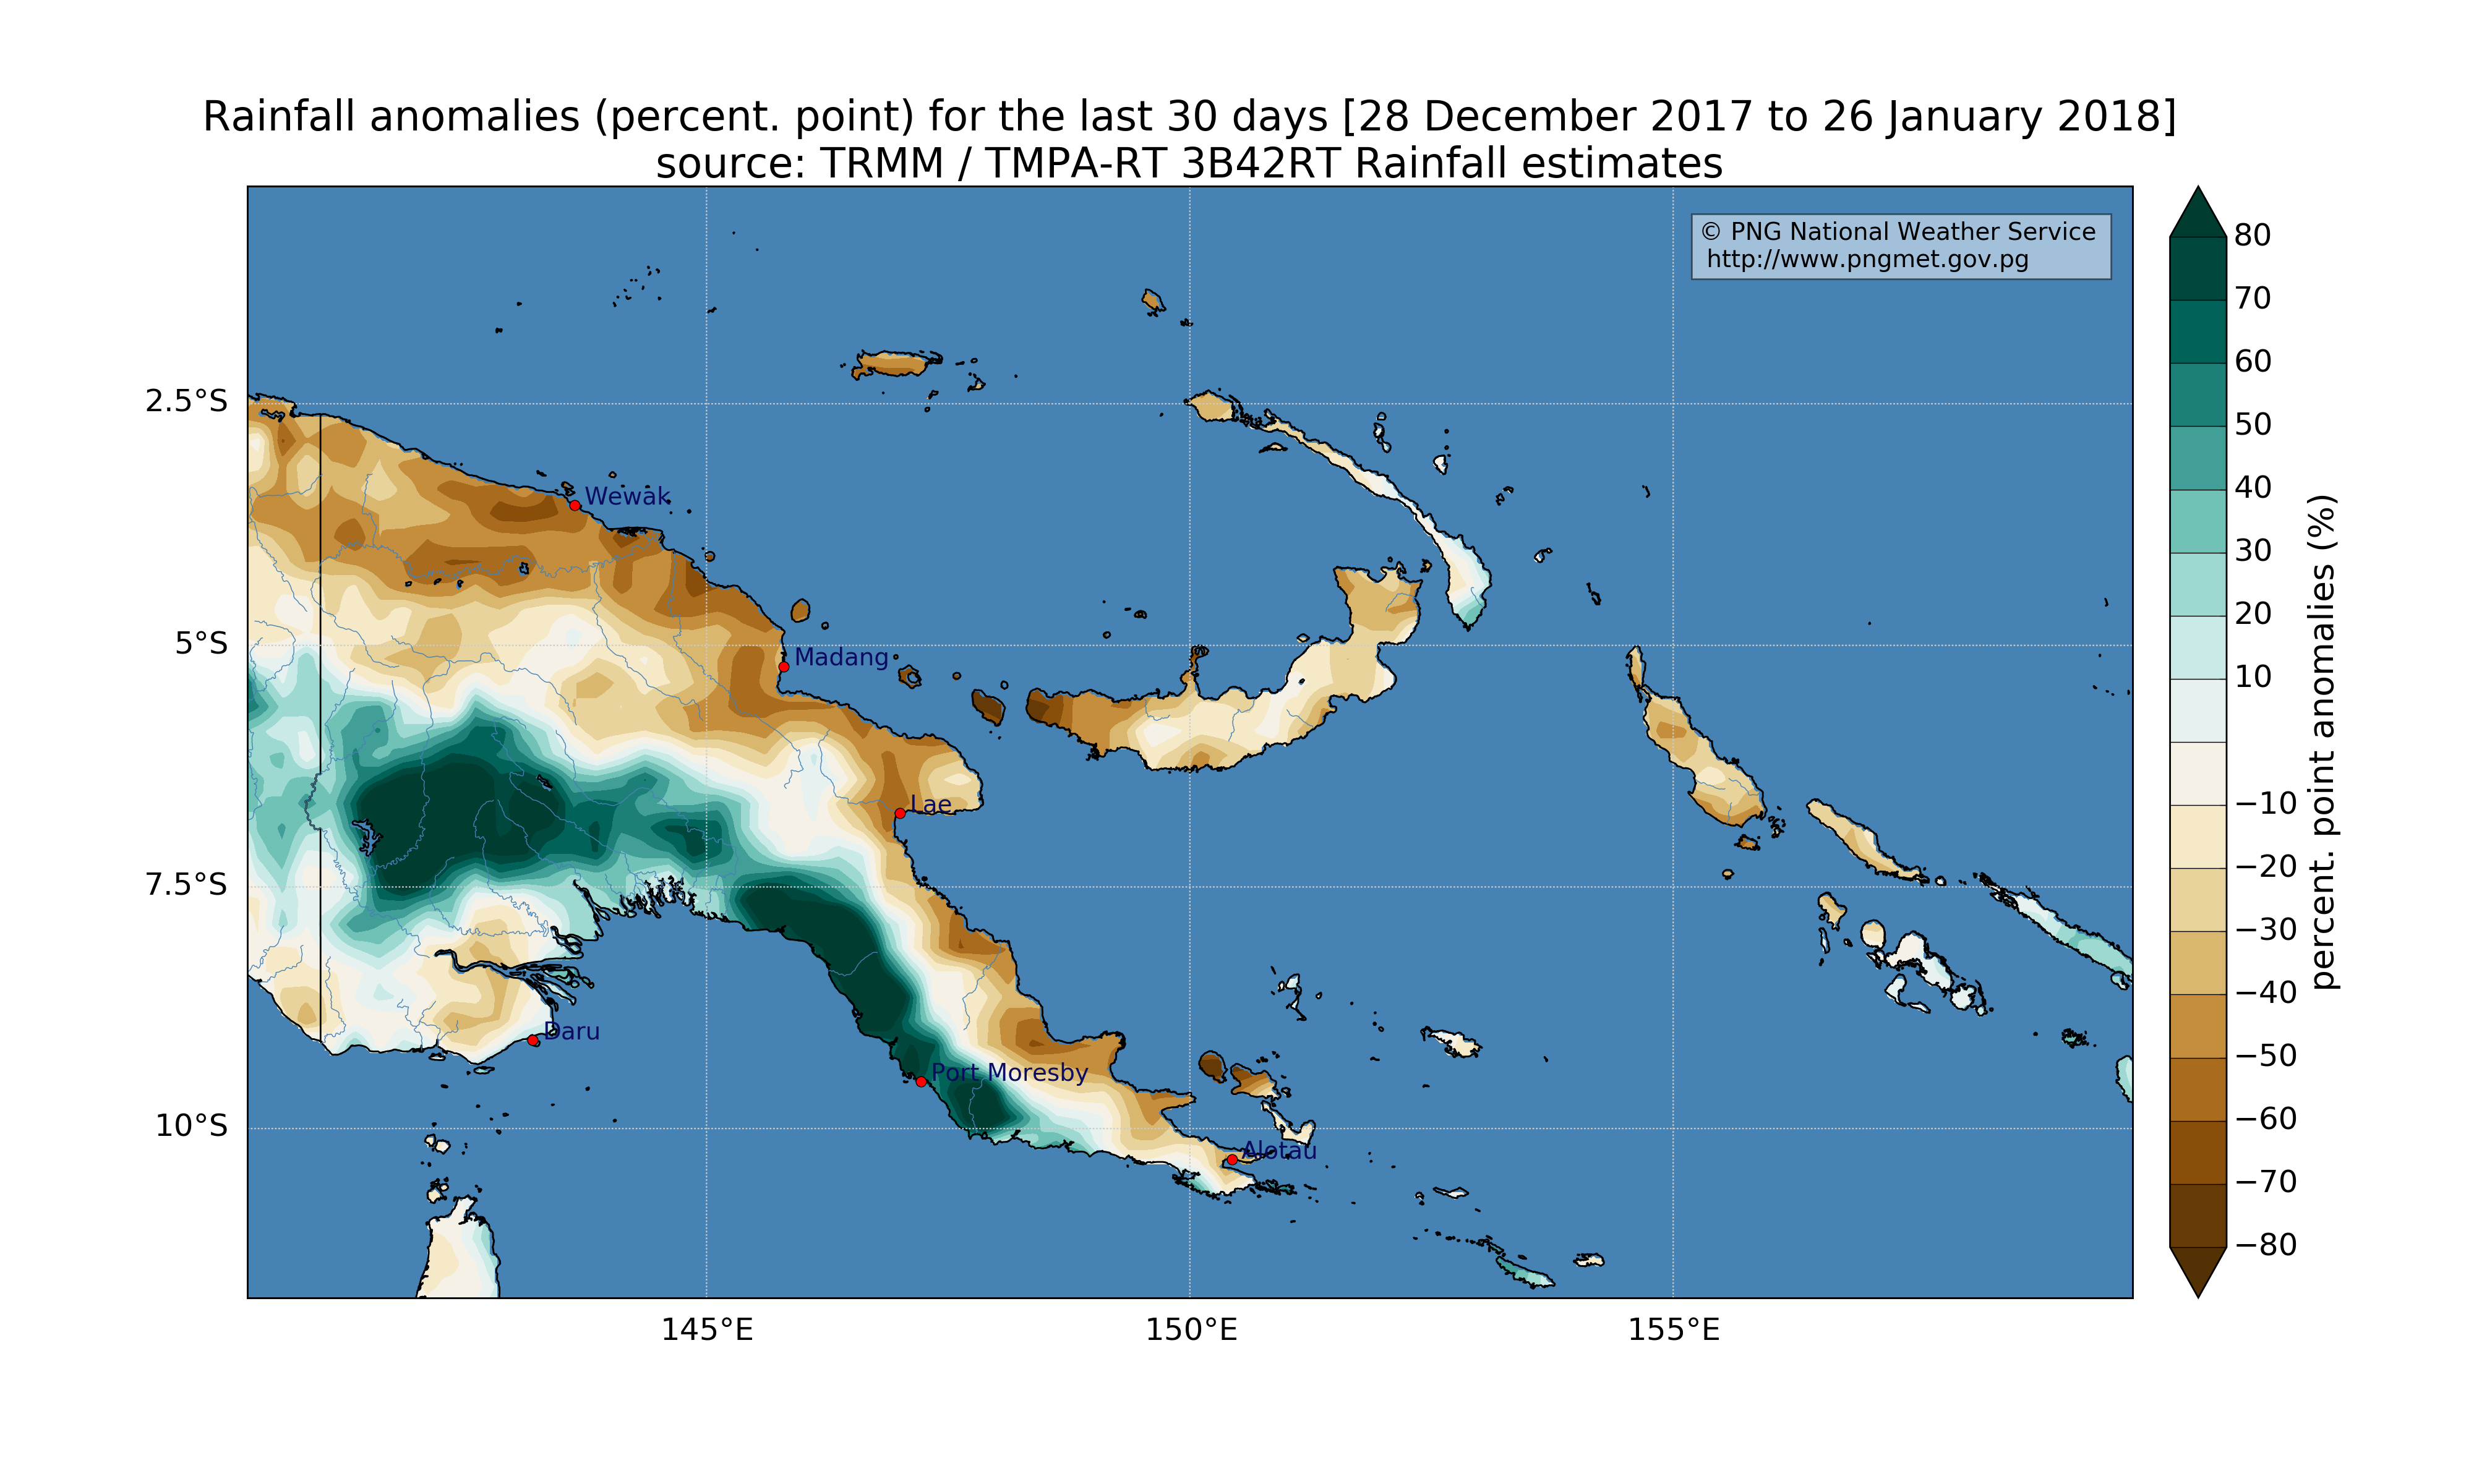 Rainfall anomalies (percent. point) for the last 30 days [28 December 2017 to 26 January 2018]
source: TRMM / TMPA-RT 3B42RT Rainfall estimates
© PNG National Weather Service
http://www.pngmet.gov.pg
2.5°S
5°S
7.5°S
10°S
145°E
150°E
155°E
Wewak
Madang
Lae
Daru
Port Moresby
Alotau
80
70
60
50
40
30
20
10
−10
−20
−30
−40
−50
−60
−70
−80
percent. point anomalies (%)